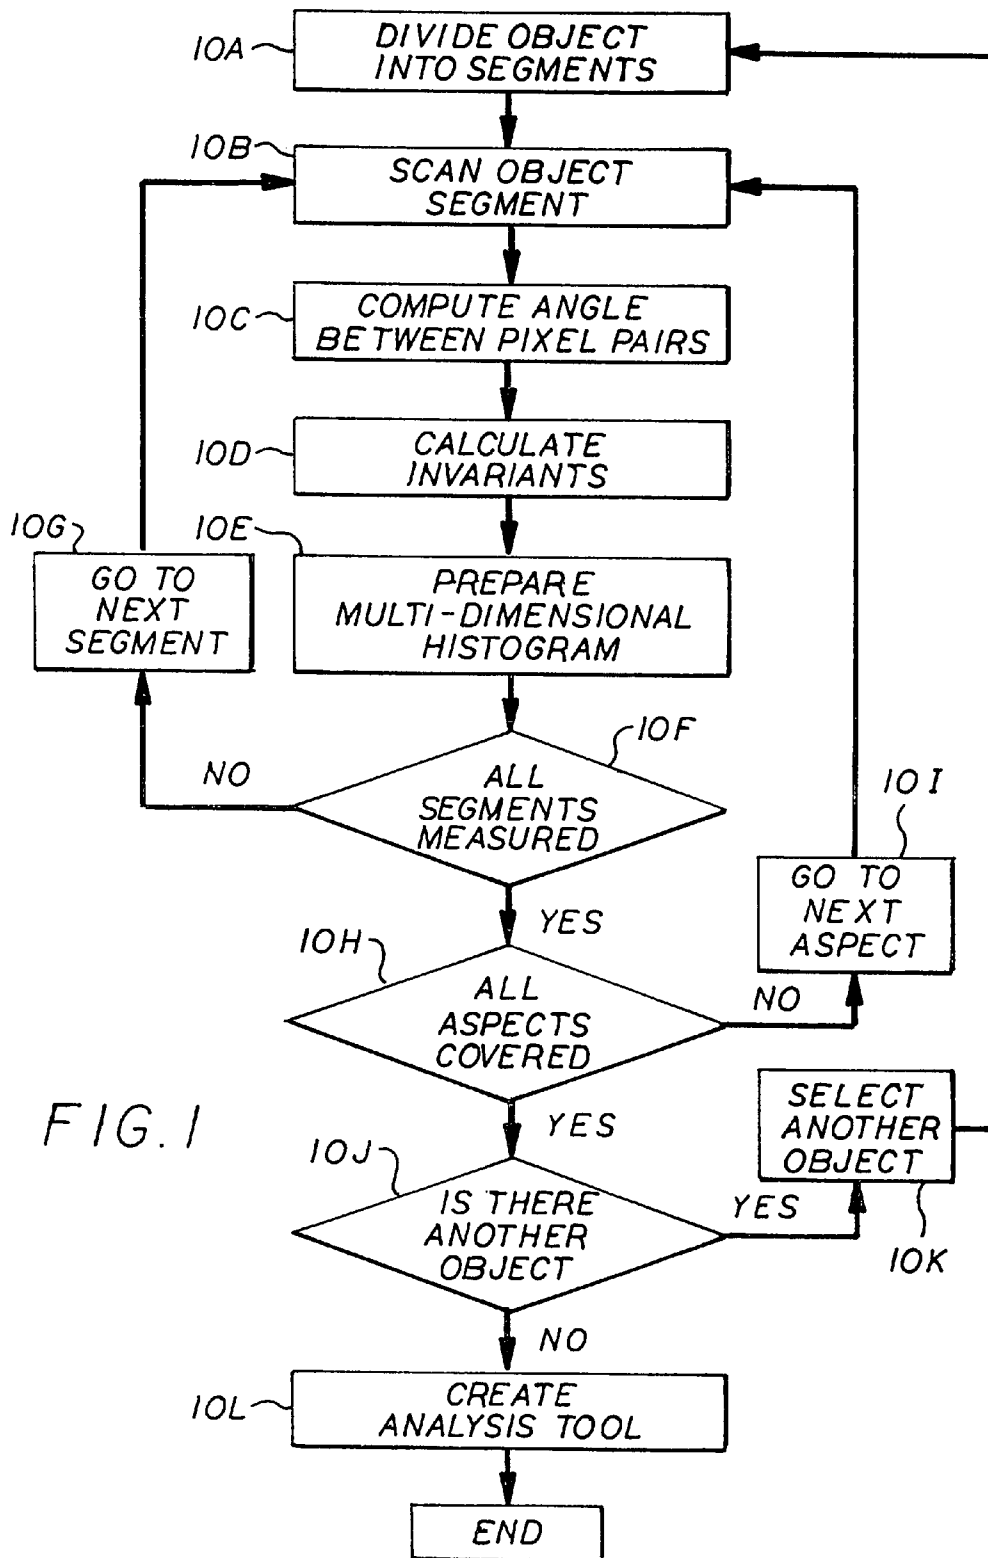 10A
DIVIDE OBJECT
INTO SEGMENTS
10B
SCAN OBJECT
SEGMENT
10C
COMPUTE ANGLE
BETWEEN PIXEL PAIRS
10D
CALCULATE
INVARIANTS
10G
GO TO
NEXT
SEGMENT
10E
PREPARE
MULTI-DIMENSIONAL
HISTOGRAM
10F
ALL
SEGMENTS
MEASURED
NO
YES
10I
GO TO
NEXT
ASPECT
10H
ALL
ASPECTS
COVERED
NO
YES
FIG. 1
10J
IS THERE
ANOTHER
OBJECT
YES
SELECT
ANOTHER
OBJECT
10K
NO
10L
CREATE
ANALYSIS TOOL
END